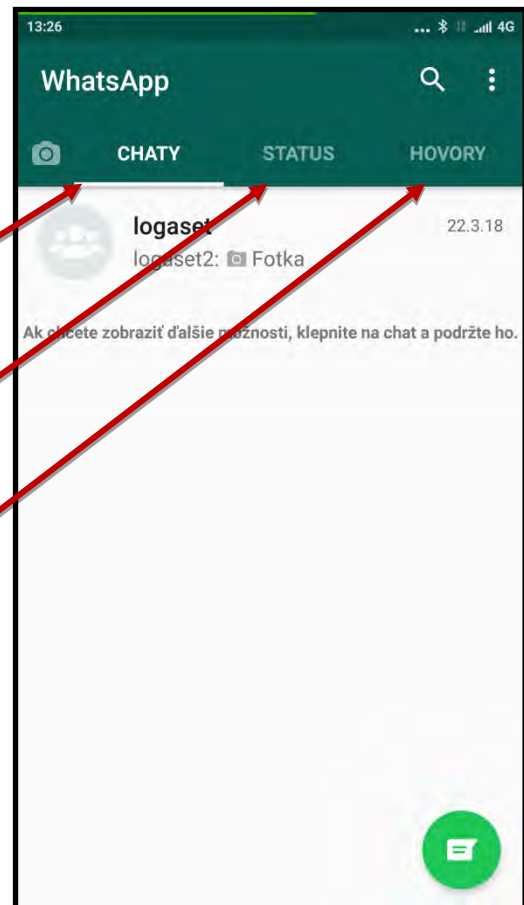 13:26 ... 4G
WhatsApp
CHATY STATUS HOVORY
logaset 22.3.18
logaset2: Fotka
Ak chcete zobraziť ďalšie možnosti, klepnite na chat a podržte ho.